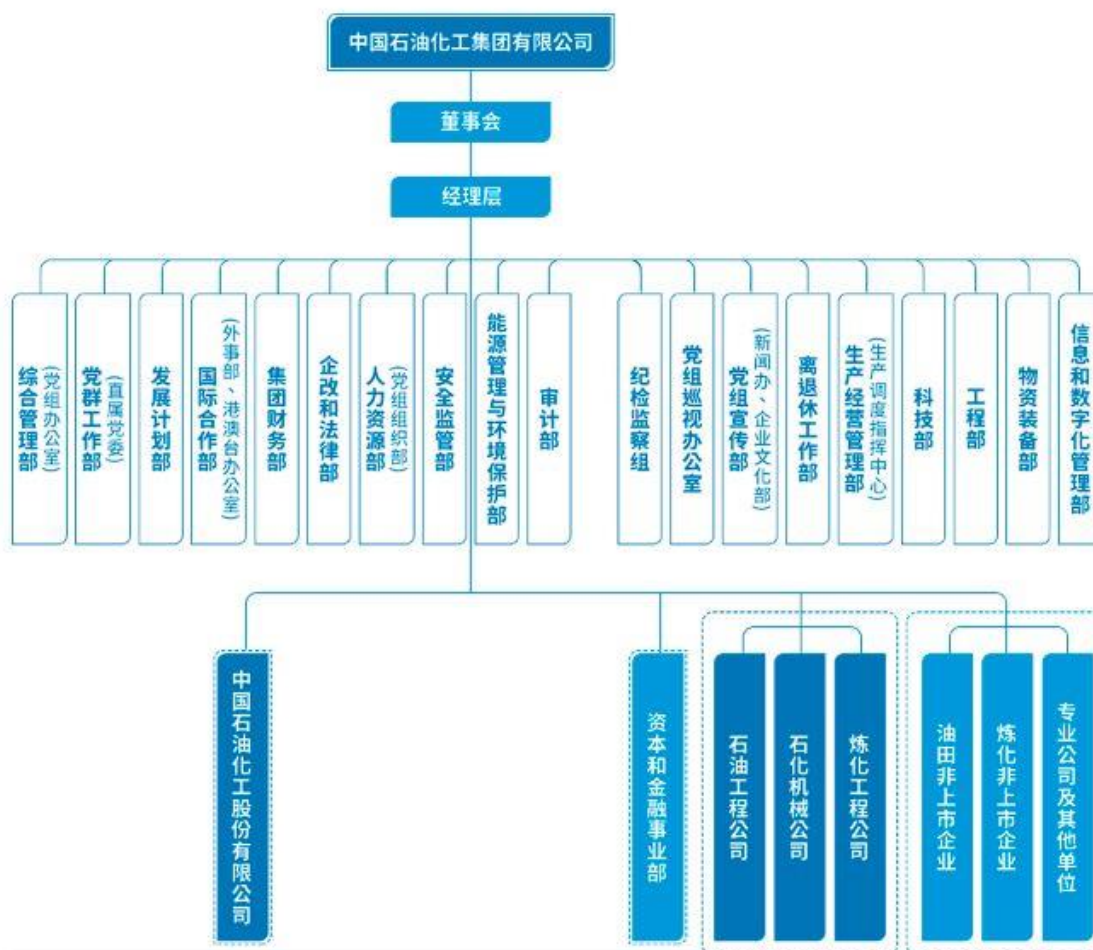 中国石油化工集团有限公司
董事会
经理层
综合管理部
(党组办公室)
党群工作部
(直属党委)
发展计划部
国际合作部
(外事部、港澳台办公室)
集团财务部
企改和法律部
人力资源部
(党组组织部)
安全监管部
能源管理与环境保护部
审计部
纪检监察组
党组巡视办公室
党组宣传部
(新闻办、企业文化部)
离退休工作部
生产经营管理部
(生产调度指挥中心)
科技部
工程部
物资装备部
信息和数字化管理部
中国石油化工股份有限公司
资本和金融事业部
石油工程公司
石化机械公司
炼化工程公司
油田非上市企业
炼化非上市企业
专业公司及其他单位